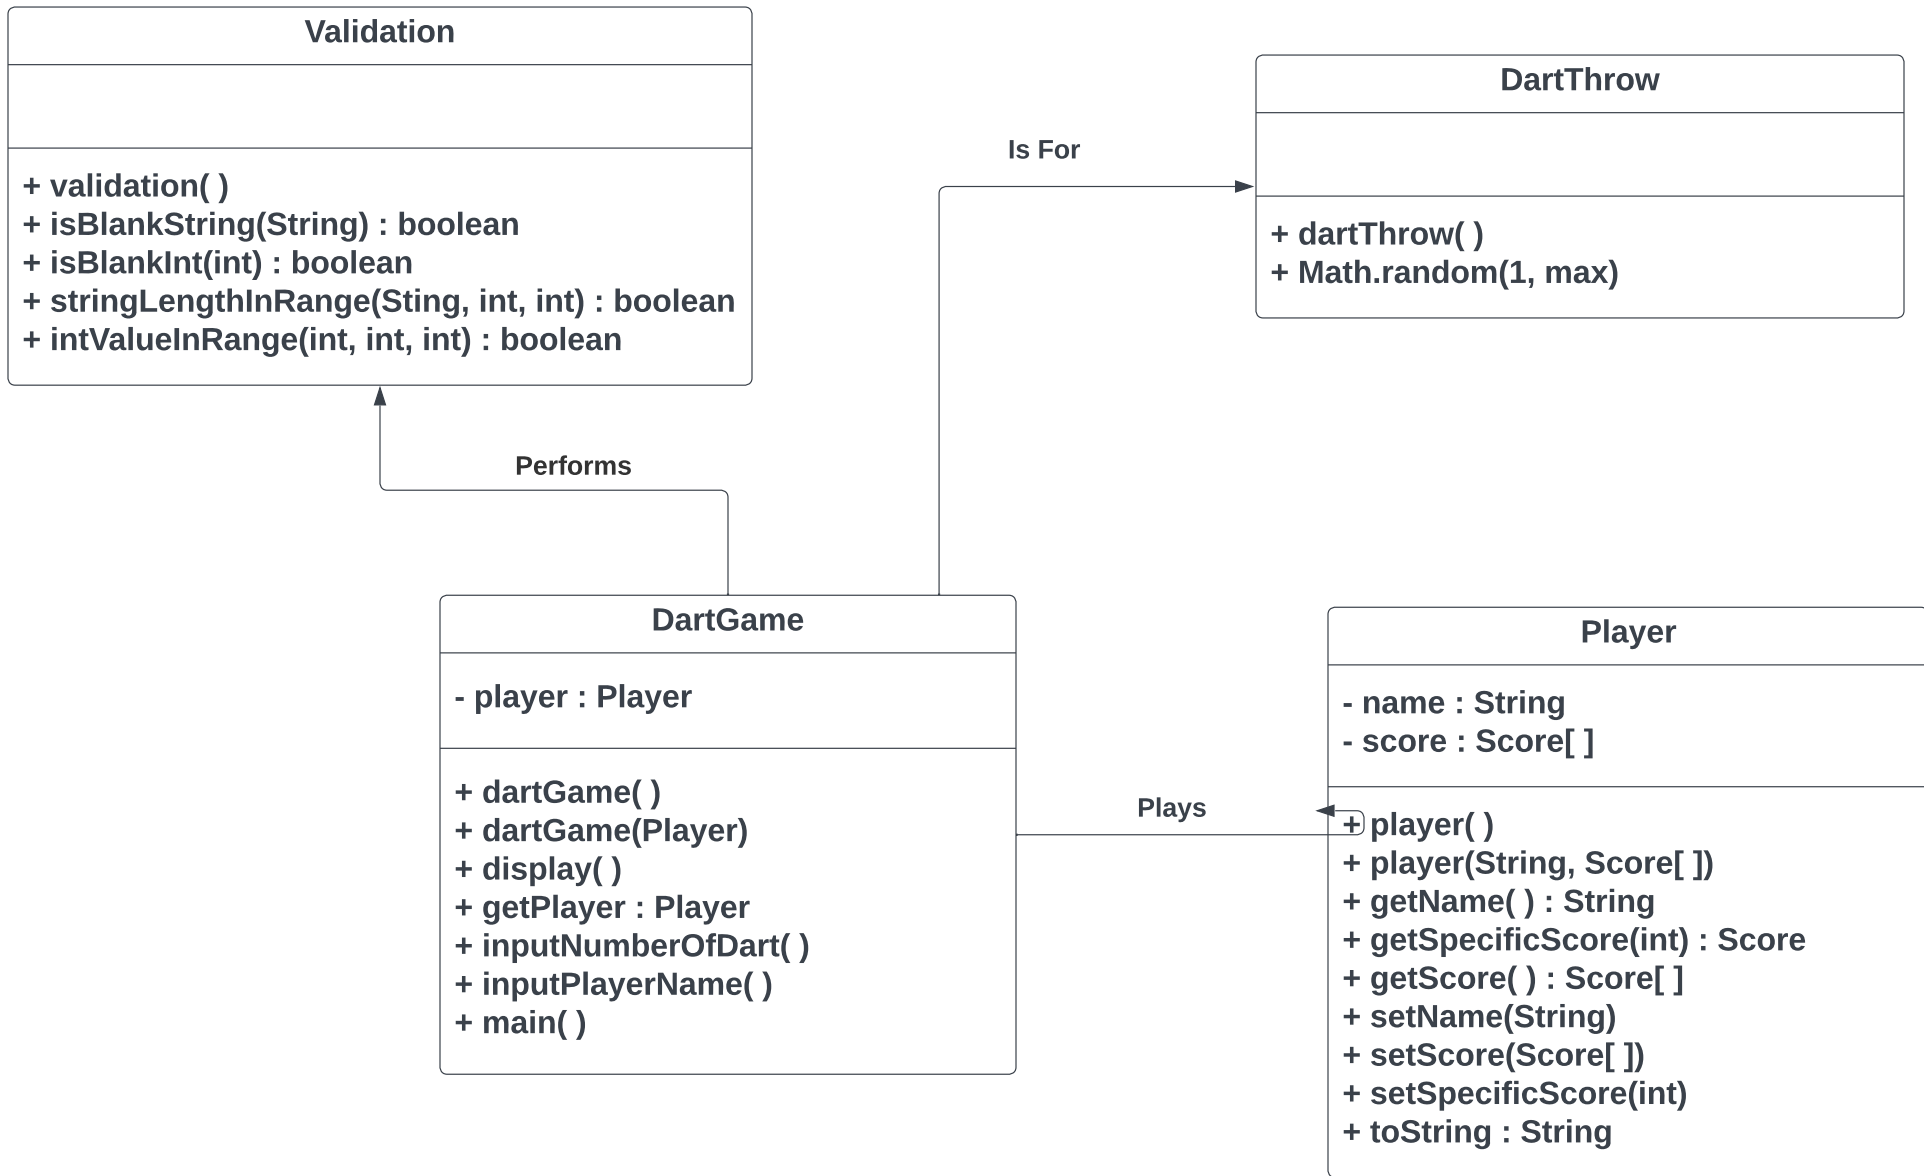 Validation
+ validation( )
+ isBlankString(String) : boolean
+ isBlankInt(int) : boolean
+ stringLengthInRange(Sting, int, int) : boolean
+ intValueInRange(int, int, int) : boolean
DartThrow
+ dartThrow( )
+ Math.random(1, max)
Is For
Performs
DartGame
- player : Player
+ dartGame( )
+ dartGame(Player)
+ display( )
+ getPlayer : Player
+ inputNumberOfDart( )
+ inputPlayerName( )
+ main( )
Plays
Player
- name : String
- score : Score[ ]
+ player( )
+ player(String, Score[ ])
+ getName( ) : String
+ getSpecificScore(int) : Score
+ getScore( ) : Score[ ]
+ setName(String)
+ setScore(Score[ ])
+ setSpecificScore(int)
+ toString : String